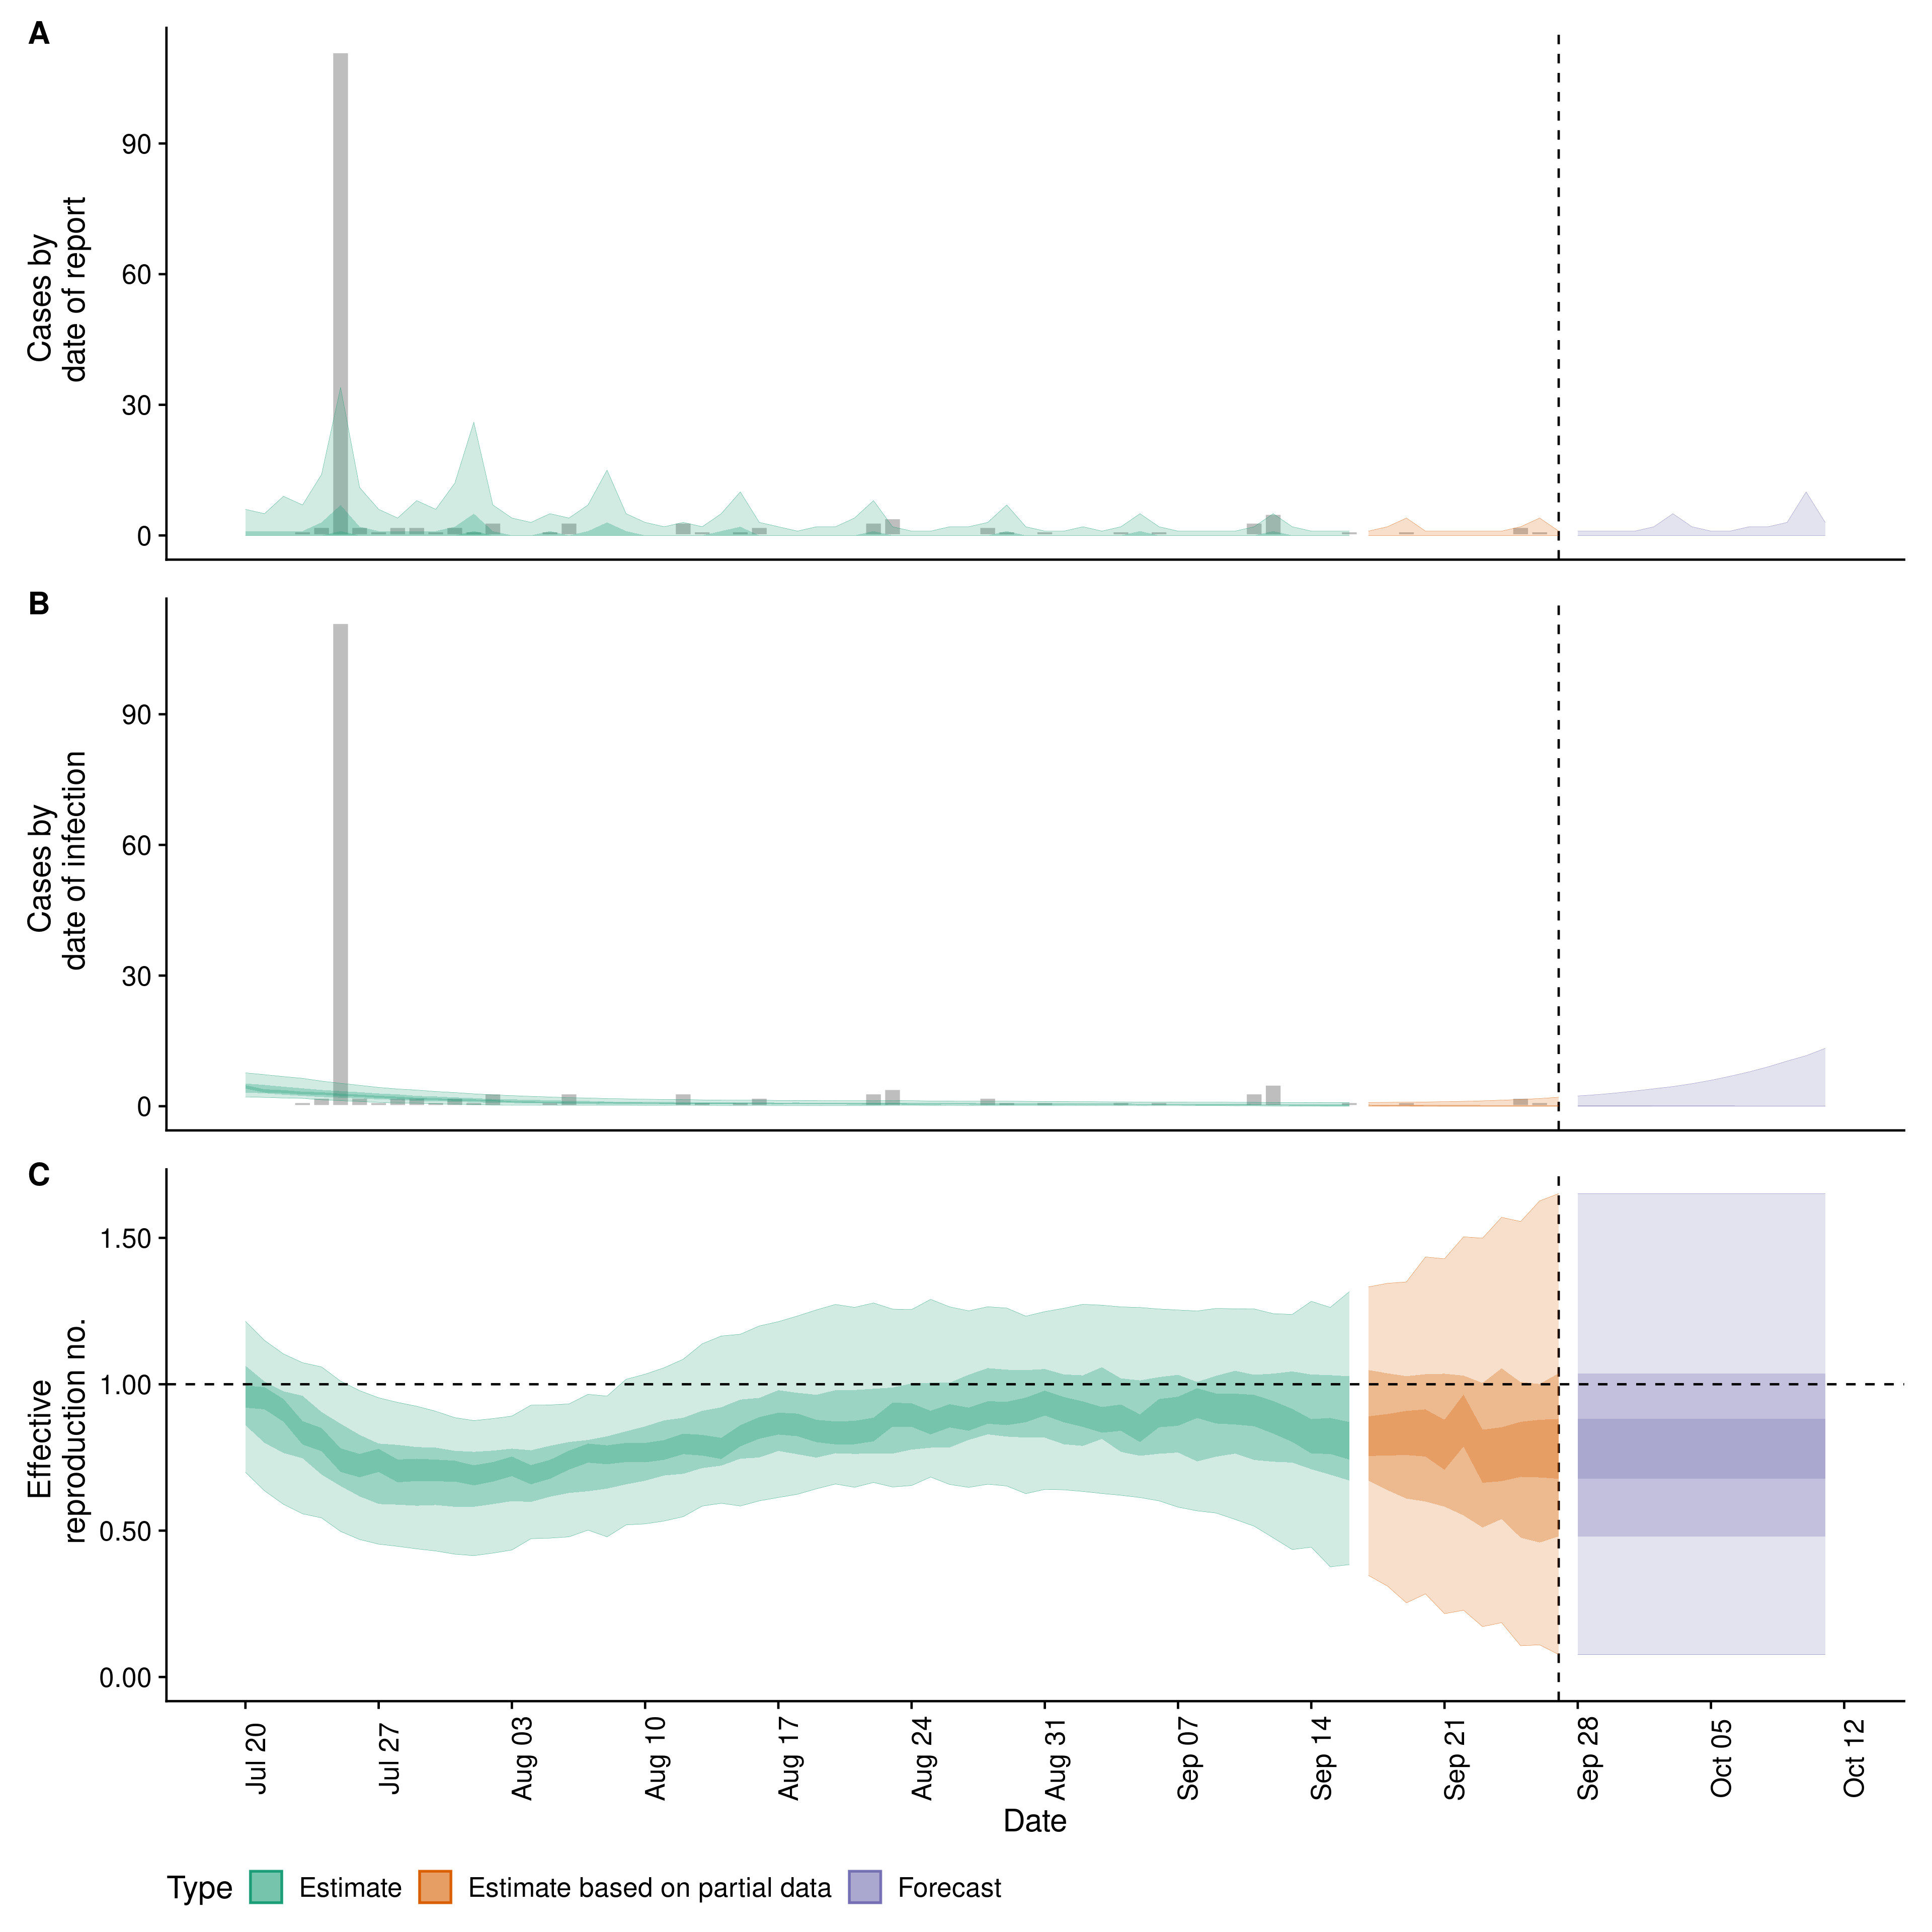 A
90
60
30
0
Cases by
date of report
B
90
60
30
0
Cases by
date of infection
C
1.50
1.00
0.50
0.00
Effective
reproduction no.
Jul 20
Jul 27
Aug 03
Aug 10
Aug 17
Aug 24
Aug 31
Sep 07
Sep 14
Sep 21
Sep 28
Oct 05
Oct 12
Date
Type Estimate Estimate based on partial data Forecast